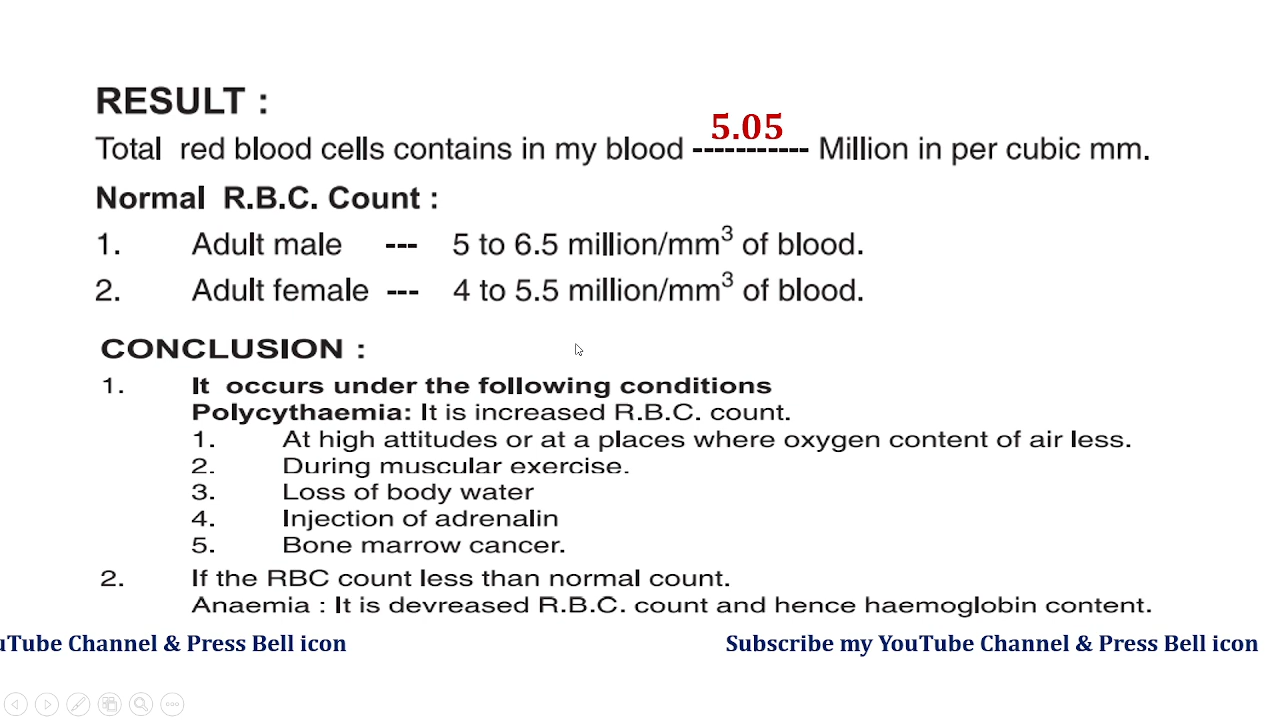 RESULT :
5.05
Total red blood cells contains in my blood ----------- Million in per cubic mm.
Normal R.B.C. Count :
1. Adult male --- 5 to 6.5 million/mm³ of blood.
2. Adult female --- 4 to 5.5 million/mm³ of blood.
CONCLUSION :
1. It occurs under the following conditions
Polycythaemia: It is increased R.B.C. count.
1. At high attitudes or at a places where oxygen content of air less.
2. During muscular exercise.
3. Loss of body water
4. Injection of adrenalin
5. Bone marrow cancer.
2. If the RBC count less than normal count.
Anaemia : It is devreased R.B.C. count and hence haemoglobin content.
uTube Channel & Press Bell icon Subscribe my YouTube Channel & Press Bell icon